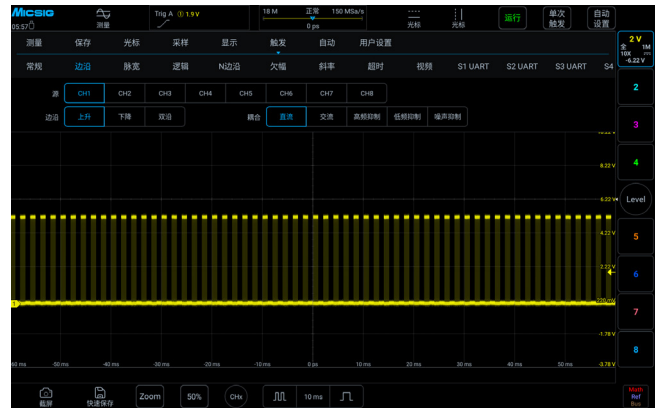 Micsig
05:57
测量
Trig A ① 1.9 V
18 M 正常 150 MSa/s
0 ps
光标
光标
运行
单次
触发
自动
设置
测量 保存 光标 采样 显示 触发 自动 用户设置
常规 边沿 脉宽 逻辑 N边沿 欠幅 斜率 超时 视频 S1 UART S2 UART S3 UART S4
源 CH1 CH2 CH3 CH4 CH5 CH6 CH7 CH8
边沿 上升 下降 双沿 耦合 直流 交流 高频抑制 低频抑制 噪声抑制
2 V
全 1M
10X
-6.22 V
2
3
4
Level
5
6
7
8
8.22 V
6.22 V
4.22 V
2.22 V
220 mV
-1.78 V
-3.78 V
1
-50 ms -40 ms -30 ms -20 ms -10 ms 0 ps 10 ms 20 ms 30 ms 40 ms 50 ms
截屏
快速保存
Zoom
50%
CHx
10 ms
Math
Ref
Bus